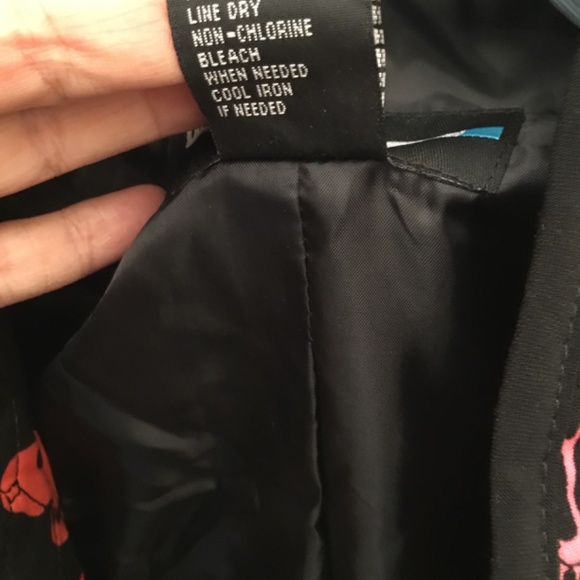 LINE DRY
NON-CHLORINE
BLEACH
WHEN NEEDED
COOL IRON
IF NEEDED